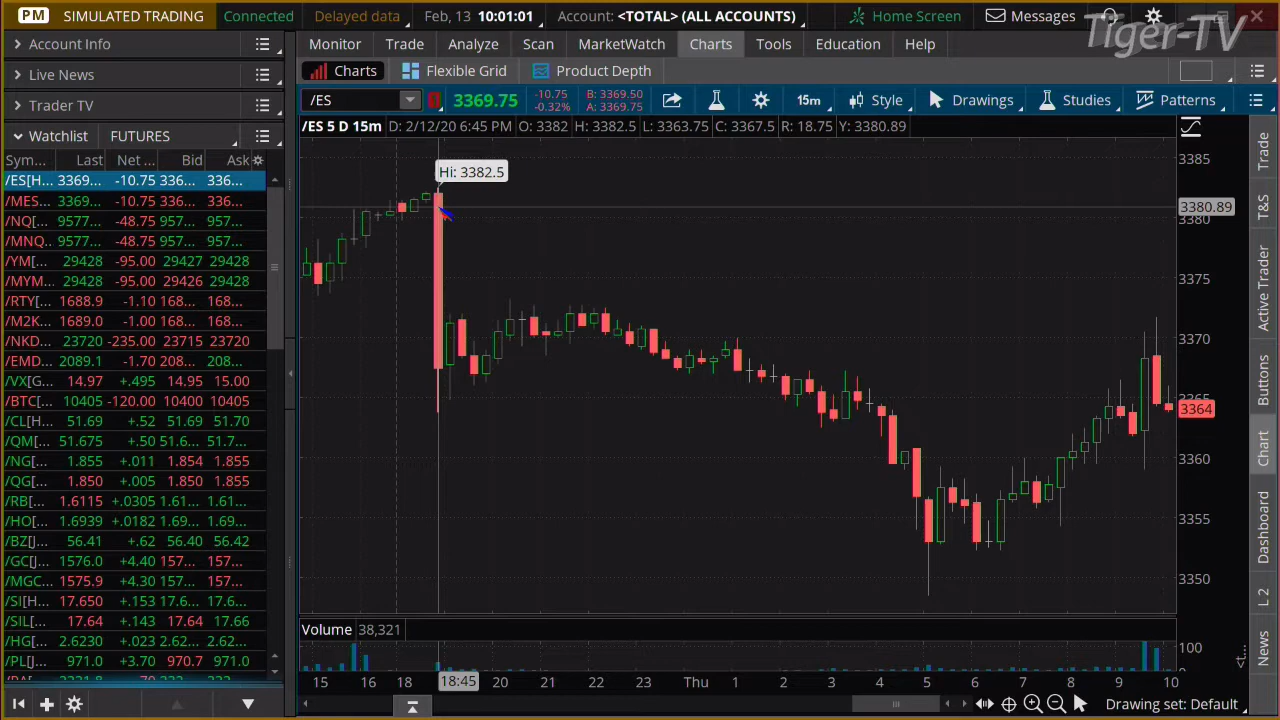 PM SIMULATED TRADING Connected Delayed data Feb, 13 10:01:01 Account: <TOTAL> (ALL ACCOUNTS) Home Screen Messages
Tiger-TV
Account Info
Live News
Trader TV
Watchlist FUTURES
Monitor Trade Analyze Scan MarketWatch Charts Tools Education Help
Charts Flexible Grid Product Depth
/ES 3369.75 -10.75 -0.32% B: 3369.50 A: 3369.75 15m Style Drawings Studies Patterns
/ES 5 D 15m D: 2/12/20 6:45 PM O: 3382 H: 3382.5 L: 3363.75 C: 3367.5 R: 18.75 Y: 3380.89
Sym... Last Net ... Bid Ask
/ES[H... 3369... -10.75 336... 336...
/MES... 3369... -10.75 336... 336...
/NQ[... 9577... -48.75 957... 957...
/MNQ... 9577... -48.75 957... 957...
/YM[... 29428 -95.00 29427 29428
/MYM... 29428 -95.00 29426 29428
/RTY[... 1688.9 -1.10 168... 168...
/M2K... 1689.0 -1.00 168... 168...
/NKD... 23720 -235.00 23715 23720
/EMD... 2089.1 -1.70 208... 208...
/VX[G... 14.97 +.495 14.95 15.00
/BTC... 10405 -120.00 10400 10405
/CL[H... 51.69 +.52 51.69 51.70
/QM[... 51.675 +.50 51.6... 51.7...
/NG[... 1.855 +.011 1.854 1.855
/QG[... 1.850 +.005 1.850 1.855
/RB[... 1.6115 +.0305 1.61... 1.61...
/HO[... 1.6939 +.0182 1.69... 1.69...
/BZ[J... 56.41 +.62 56.40 56.42
/GC[J... 1576.0 +4.40 157... 157...
/MGC... 1575.9 +4.30 157... 157...
/SI[H... 17.650 +.153 17.6... 17.6...
/SIL[... 17.64 +.143 17.64 17.66
/HG[... 2.6230 +.023 2.62... 2.62...
/PL[J... 971.0 +3.70 970.7 971.0
Hi: 3382.5
3385
3380.89
3380
3375
3370
3365
3364
3360
3355
3350
Volume 38,321
100
0
15 16 18 18:45 20 21 22 23 Thu 1 2 3 4 5 6 7 8 9 10
Drawing set: Default
Trade
T&S
Active Trader
Buttons
Chart
Dashboard
L 2
News